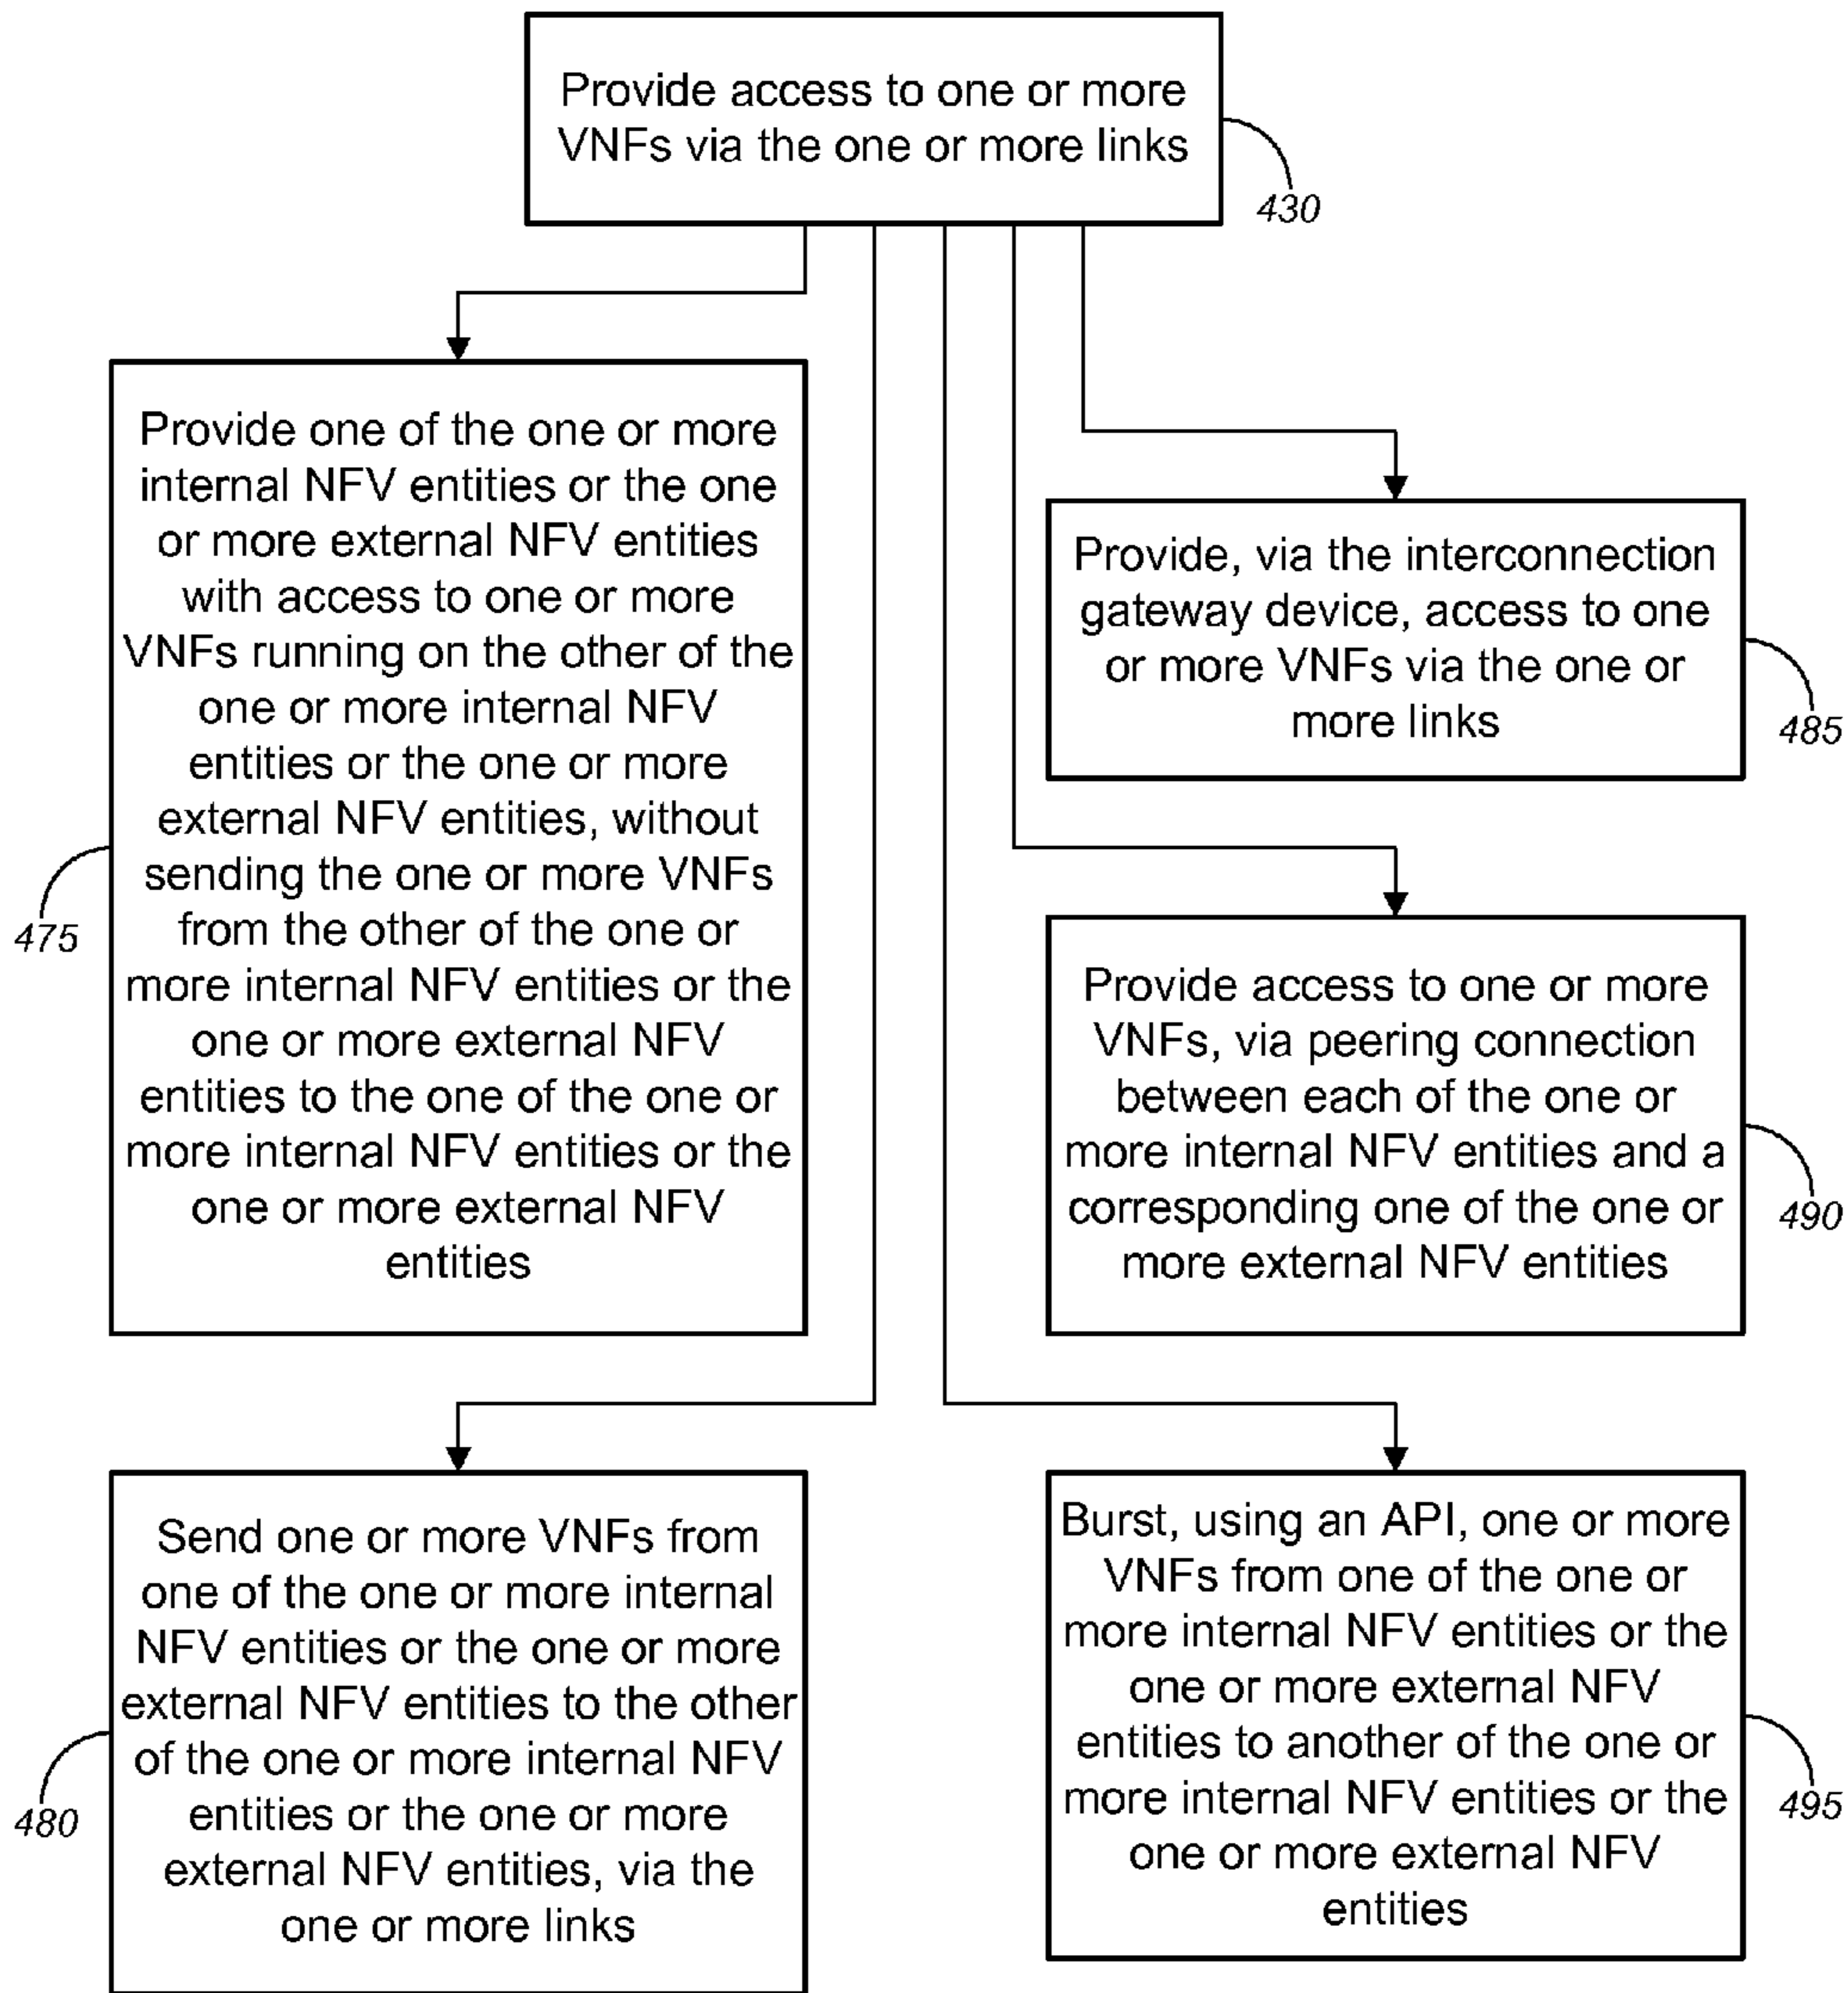 Provide access to one or more
VNFs via the one or more links
430
Provide one of the one or more
internal NFV entities or the one
or more external NFV entities
with access to one or more
VNFs running on the other of the
one or more internal NFV
entities or the one or more
external NFV entities, without
sending the one or more VNFs
from the other of the one or
more internal NFV entities or the
one or more external NFV
entities to the one of the one or
more internal NFV entities or the
one or more external NFV
entities
475
Send one or more VNFs from
one of the one or more internal
NFV entities or the one or more
external NFV entities to the other
of the one or more internal NFV
entities or the one or more
external NFV entities, via the
one or more links
480
Provide, via the interconnection
gateway device, access to one
or more VNFs via the one or
more links
485
Provide access to one or more
VNFs, via peering connection
between each of the one or
more internal NFV entities and a
corresponding one of the one or
more external NFV entities
490
Burst, using an API, one or more
VNFs from one of the one or
more internal NFV entities or the
one or more external NFV
entities to another of the one or
more internal NFV entities or the
one or more external NFV
entities
495